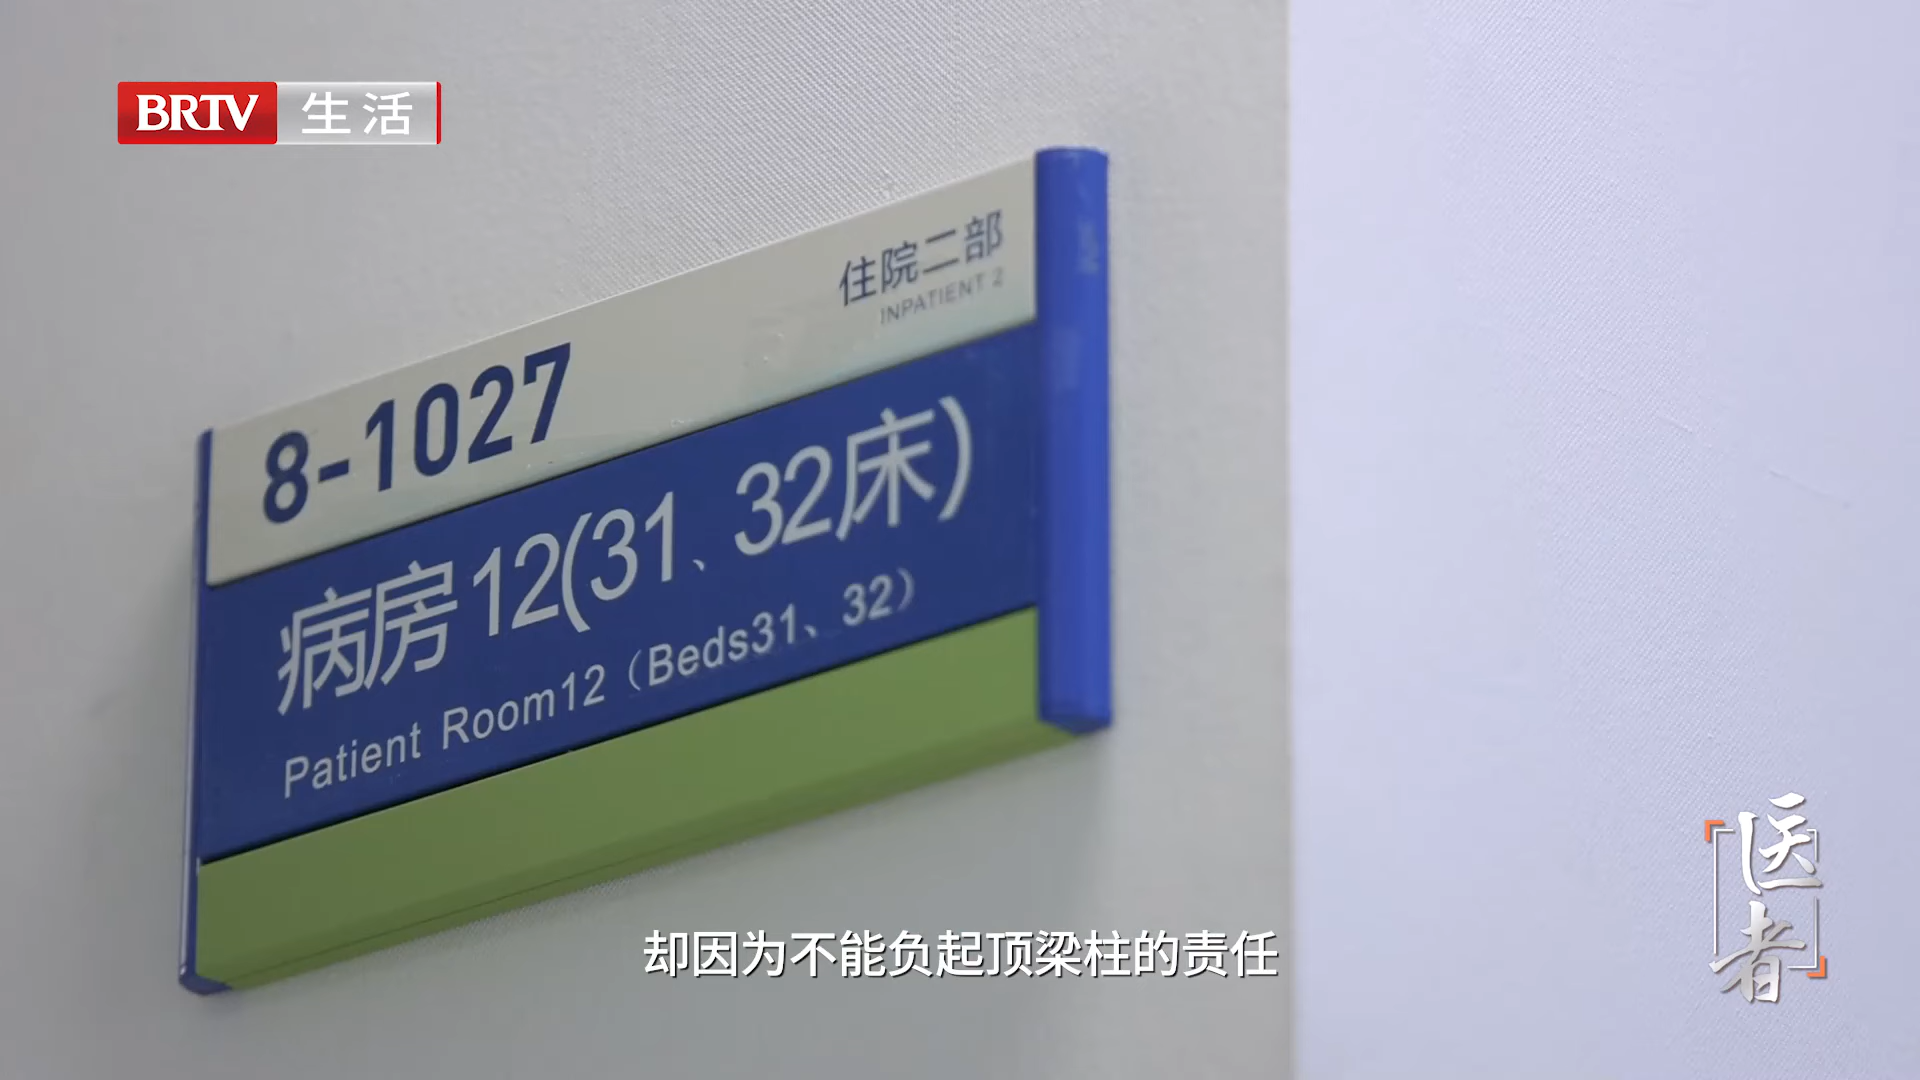 BRTV 生活
住院二部
INPATIENT 2
8-1027
病房12(31、32床)
Patient Room12（Beds31、32）
医者
却因为不能负起顶梁柱的责任